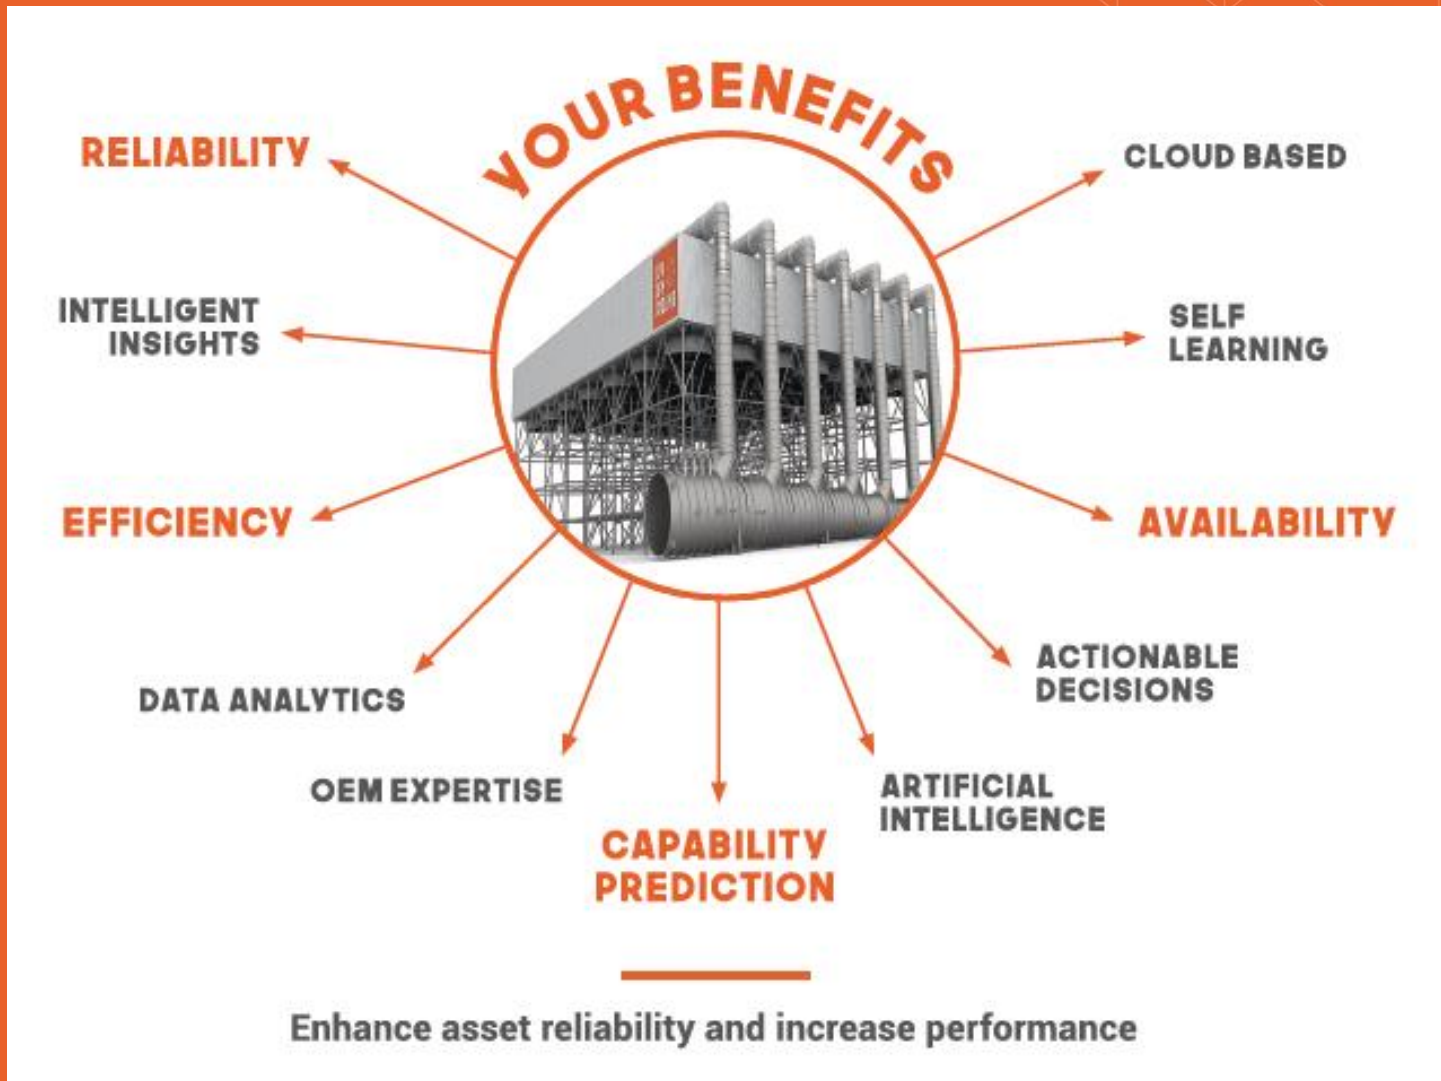 YOUR BENEFITS
RELIABILITY
CLOUD BASED
INTELLIGENT
INSIGHTS
SELF
LEARNING
EFFICIENCY
AVAILABILITY
DATA ANALYTICS
ACTIONABLE
DECISIONS
OEM EXPERTISE
ARTIFICIAL
INTELLIGENCE
CAPABILITY
PREDICTION
Enhance asset reliability and increase performance